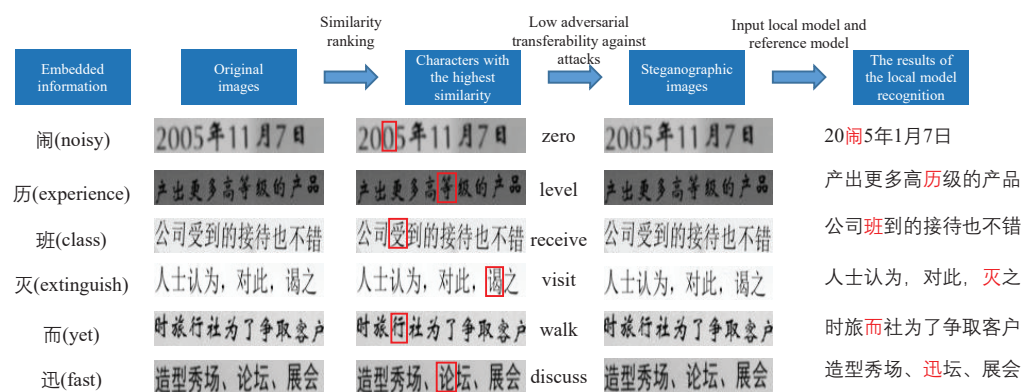 Similarity ranking
Low adversarial transferability against attacks
Input local model and reference model
Embedded information
Original images
Characters with the highest similarity
Steganographic images
The results of the local model recognition
闹(noisy) 2005年11月7日 2005年11月7日 zero 2005年11月7日 20闹5年1月7日
历(experience) 产出更多高等级的产品 产出更多高等级的产品 level 产出更多高等级的产品 产出更多高历级的产品
班(class) 公司受到的接待也不错 公司受到的接待也不错 receive 公司受到的接待也不错 公司班到的接待也不错
灭(extinguish) 人士认为，对此，谒之 人士认为，对此，谒之 visit 人士认为，对此，谒之 人士认为，对此，灭之
而(yet) 时旅行社为了争取客户 时旅行社为了争取客户 walk 时旅行社为了争取客户 时旅而社为了争取客户
迅(fast) 造型秀场、论坛、展会 造型秀场、论坛、展会 discuss 造型秀场、论坛、展会 造型秀场、迅坛、展会